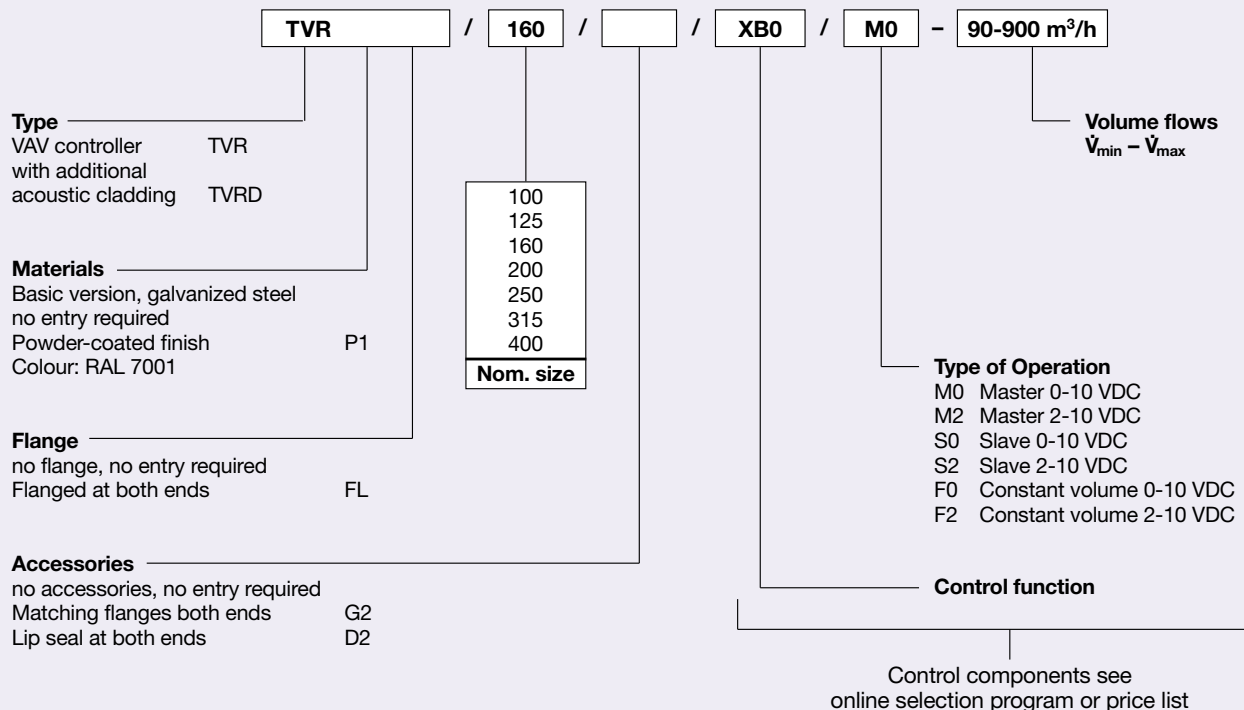 TVR / 160 / / XB0 / M0 – 90-900 m³/h
Type
VAV controller TVR
with additional
acoustic cladding TVRD
Materials
Basic version, galvanized steel
no entry required
Powder-coated finish P1
Colour: RAL 7001
Flange
no flange, no entry required
Flanged at both ends FL
Accessories
no accessories, no entry required
Matching flanges both ends G2
Lip seal at both ends D2
100
125
160
200
250
315
400
Nom. size
Volume flows
V̇min – V̇max
Type of Operation
M0 Master 0-10 VDC
M2 Master 2-10 VDC
S0 Slave 0-10 VDC
S2 Slave 2-10 VDC
F0 Constant volume 0-10 VDC
F2 Constant volume 2-10 VDC
Control function
Control components see
online selection program or price list